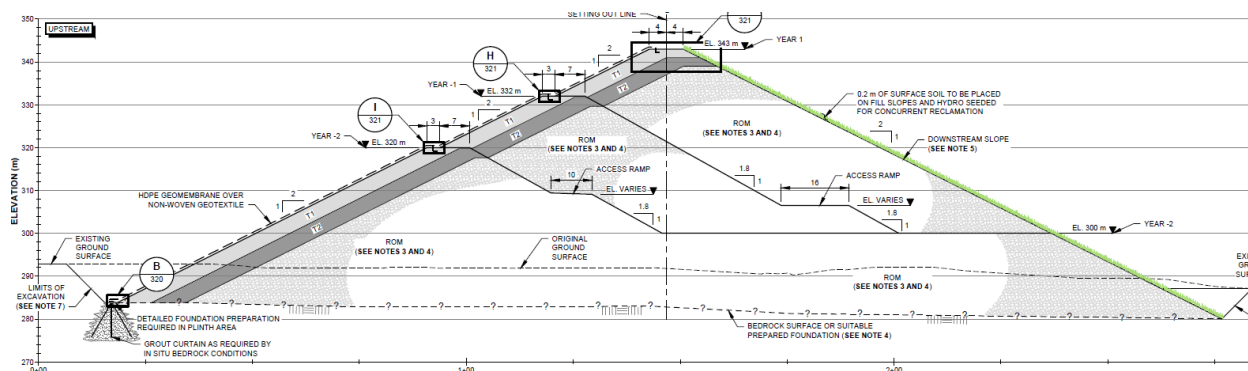 SETTING OUT LINE
350
UPSTREAM
321
4
4
EL. 343 m
YEAR 1
340
H
321
2
1
3
7
T1
T2
YEAR -1
EL. 332 m
330
I
321
2
1
3
7
T1
T2
0.2 m OF SURFACE SOIL TO BE PLACED
ON FILL SLOPES AND HYDRO SEEDED
FOR CONCURRENT RECLAMATION
ROM
(SEE NOTES 3 AND 4)
2
1
DOWNSTREAM SLOPE
(SEE NOTE 5)
YEAR -2
EL. 320 m
320
ROM
(SEE NOTES 3 AND 4)
ELEVATION (m)
ACCESS RAMP
10
EL. VARIES
1.8
1
ACCESS RAMP
16
EL. VARIES
1.8
1
310
HDPE GEOMEMBRANE OVER
NON-WOVEN GEOTEXTILE
2
1
T1
T2
1.8
1
300
EL. 300 m
YEAR -2
EXISTING
GROUND
SURFACE
ROM
(SEE NOTES 3 AND 4)
ORIGINAL
GROUND
SURFACE
290
B
320
ROM
(SEE NOTES 3 AND 4)
LIMITS OF
EXCAVATION
(SEE NOTE 7)
? ? ? ? ? ? ? ? ? ? ? ? ? ? ? ? ? ? ?
280
DETAILED FOUNDATION PREPARATION
REQUIRED IN PLINTH AREA
BEDROCK SURFACE OR SUITABLE
PREPARED FOUNDATION (SEE NOTE 4)
GROUT CURTAIN AS REQUIRED BY
IN SITU BEDROCK CONDITIONS
270
0+00
1+00
2+00